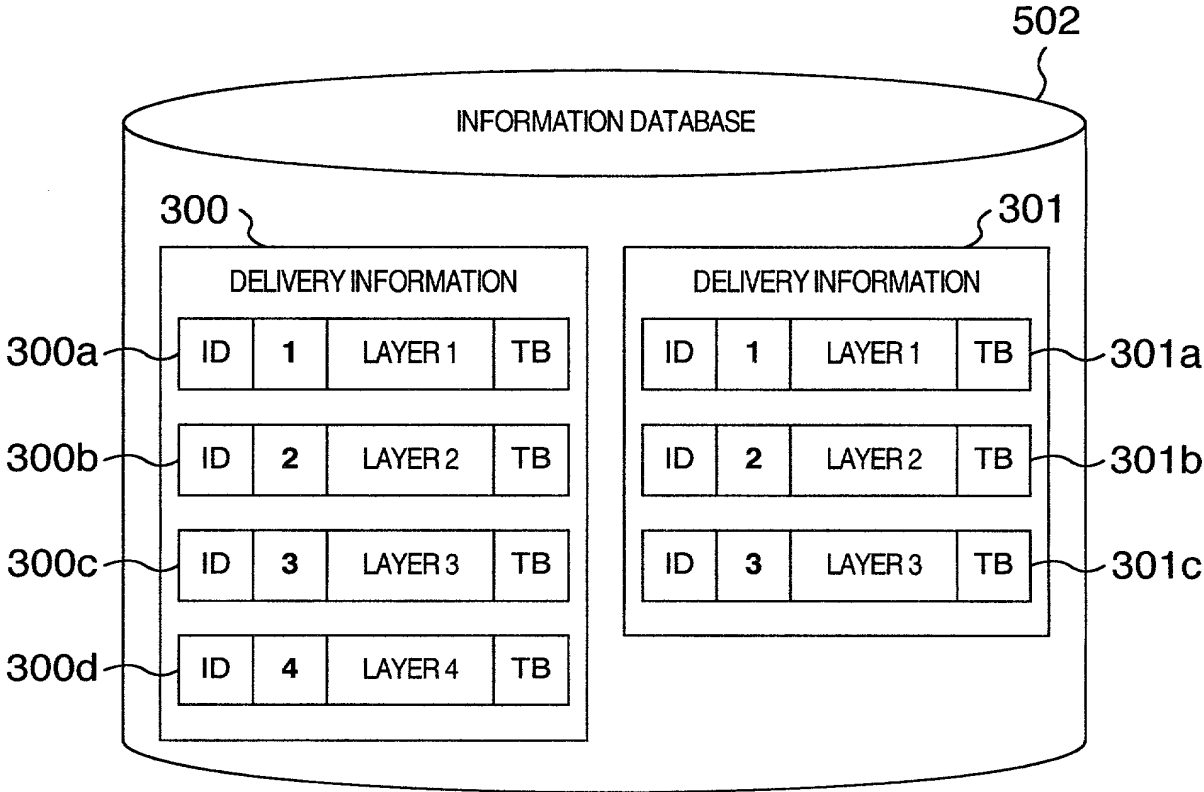 502
INFORMATION DATABASE
300
DELIVERY INFORMATION
300a ID 1 LAYER 1 TB
300b ID 2 LAYER 2 TB
300c ID 3 LAYER 3 TB
300d ID 4 LAYER 4 TB
301
DELIVERY INFORMATION
ID 1 LAYER 1 TB 301a
ID 2 LAYER 2 TB 301b
ID 3 LAYER 3 TB 301c